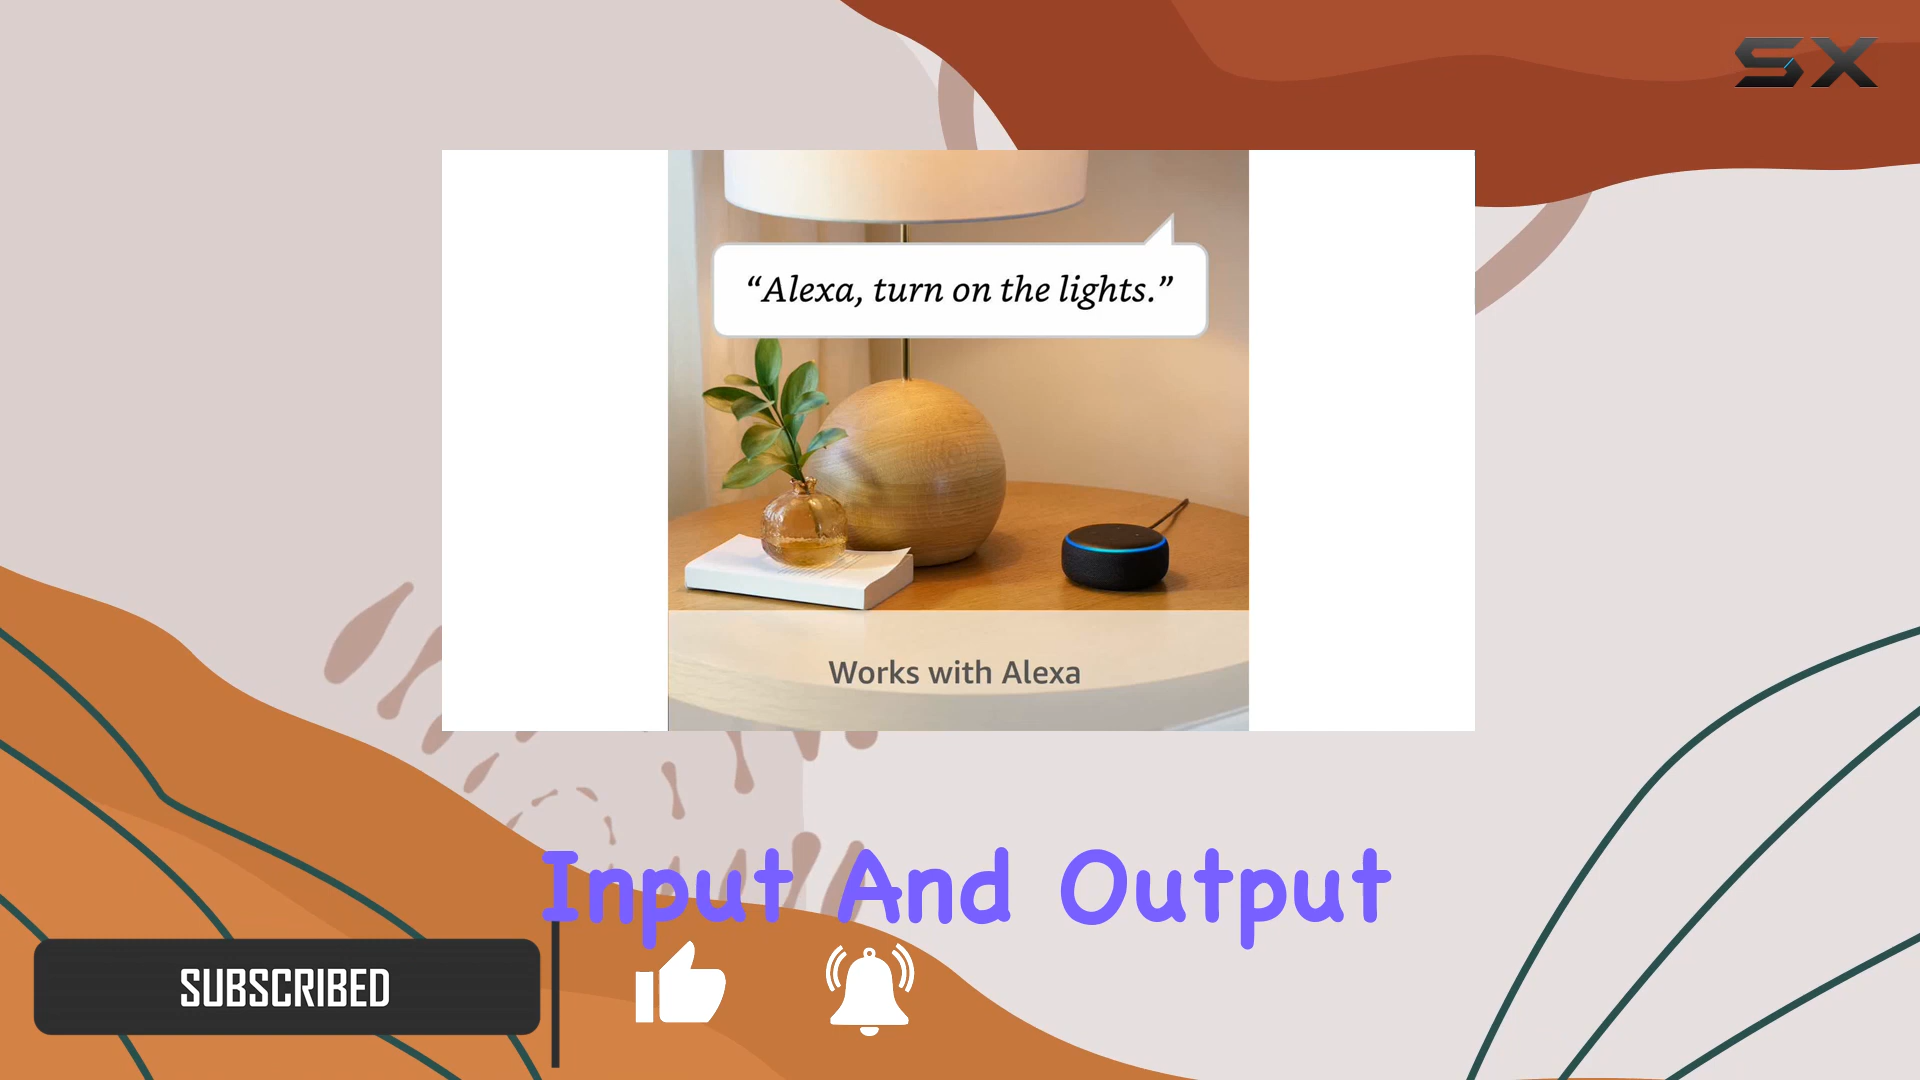 SX
“Alexa, turn on the lights.”
Works with Alexa
Input And Output
SUBSCRIBED